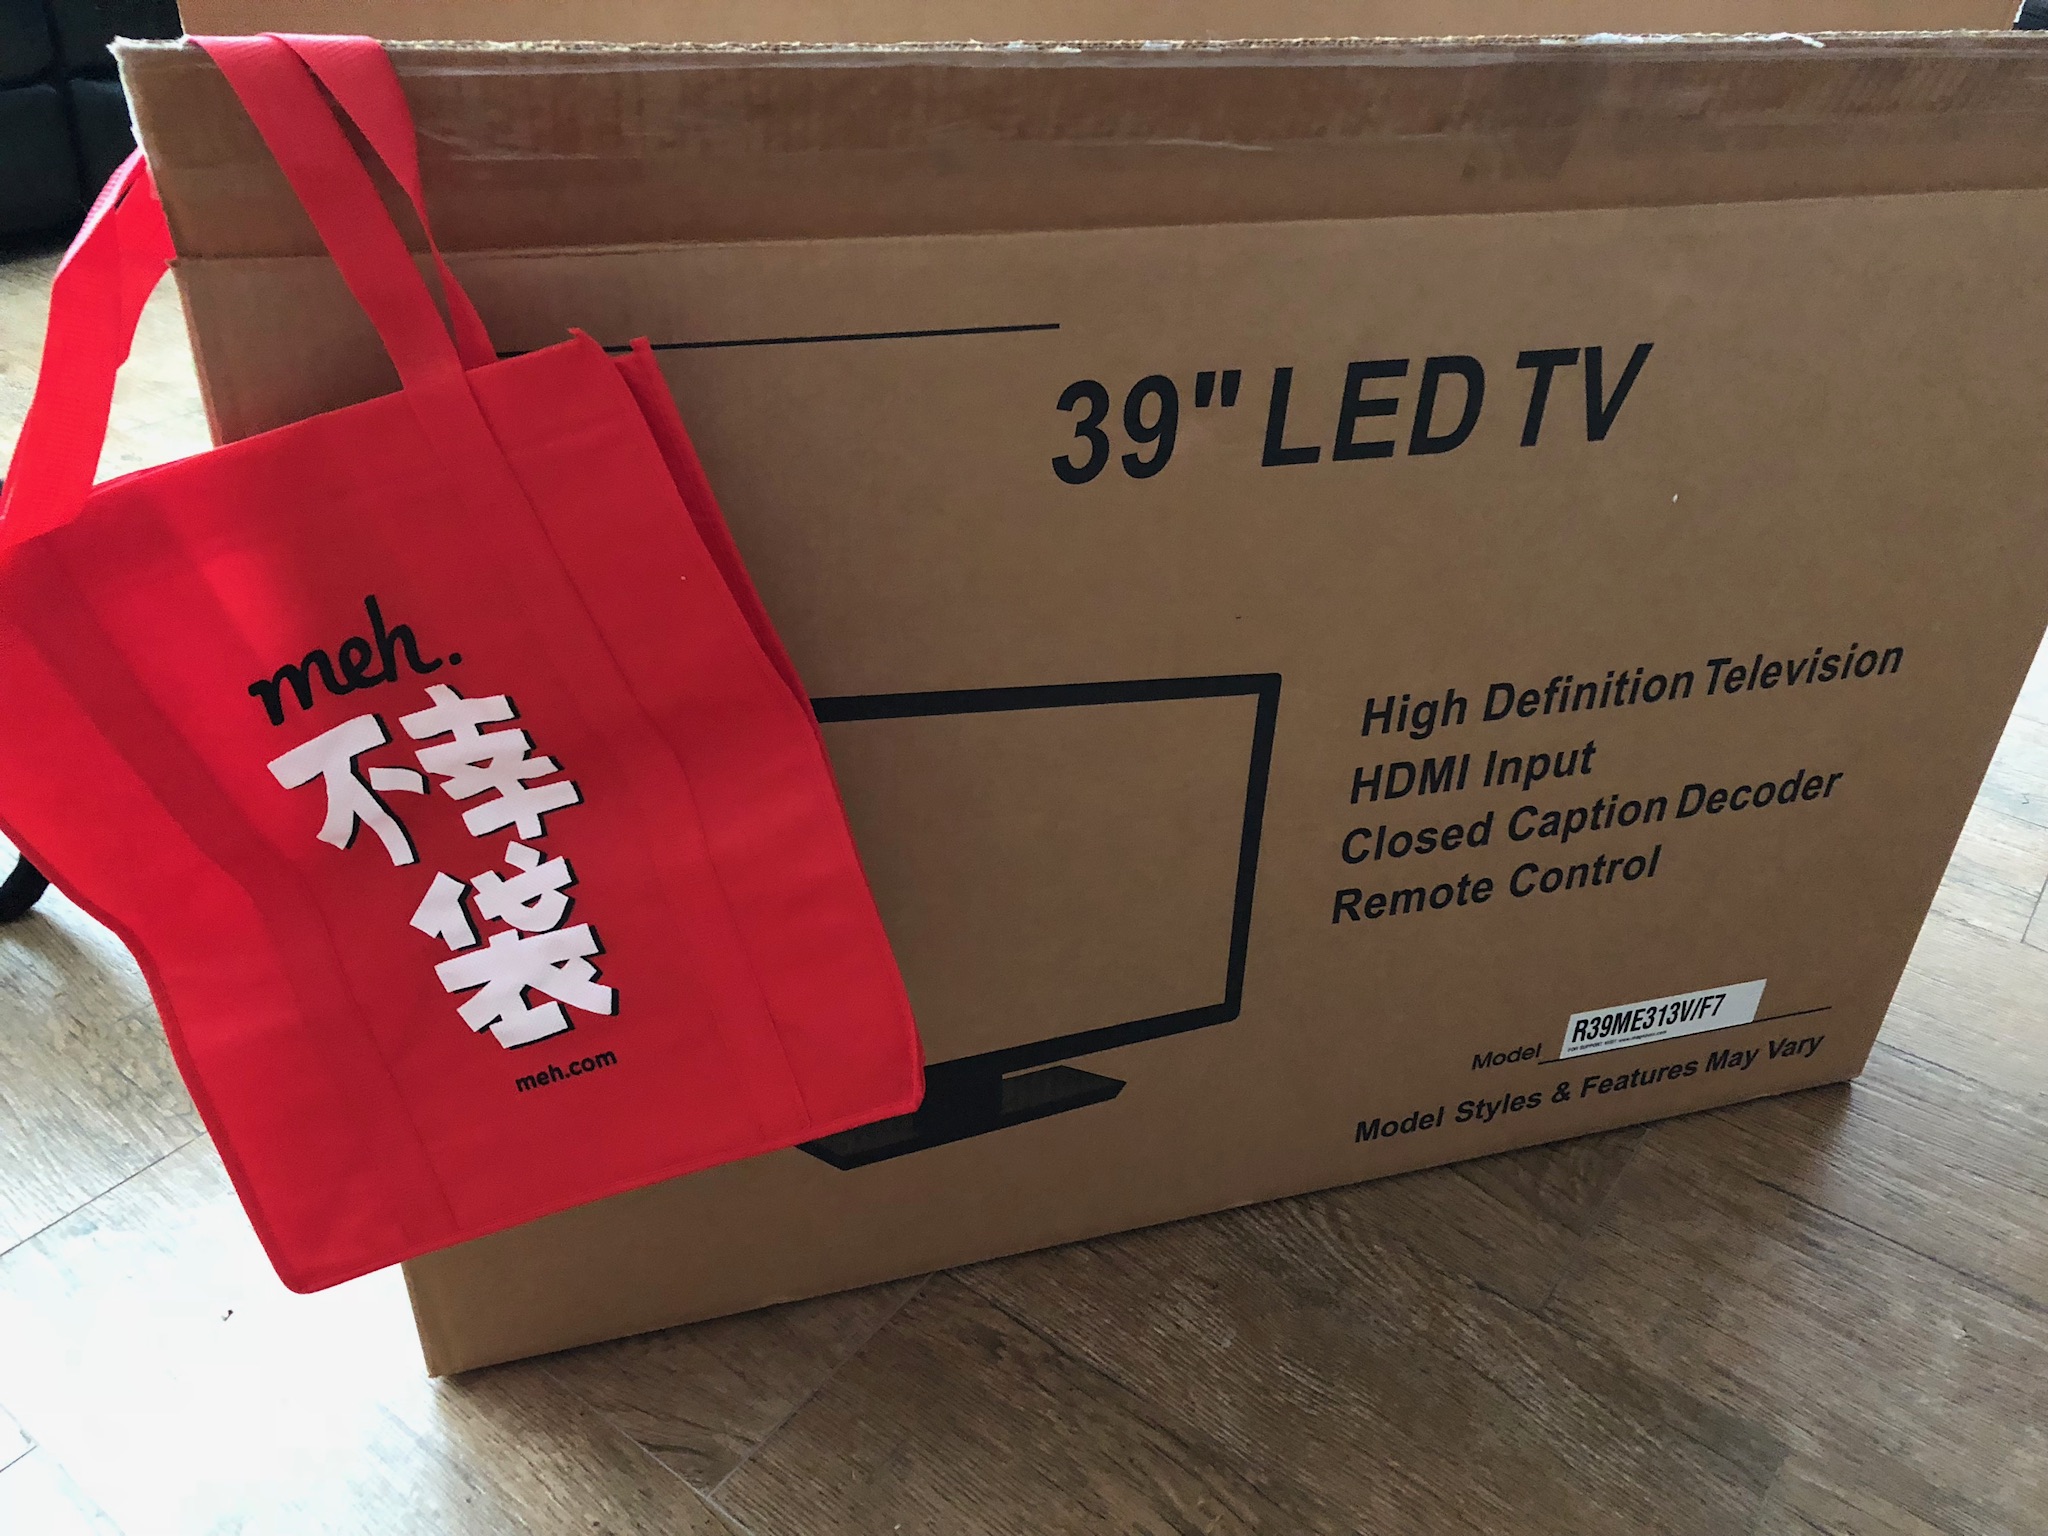 meh.
不幸
袋
meh.com
39" LED TV
High Definition Television
HDMI Input
Closed Caption Decoder
Remote Control
Model R39ME313V/F7
Model Styles & Features May Vary